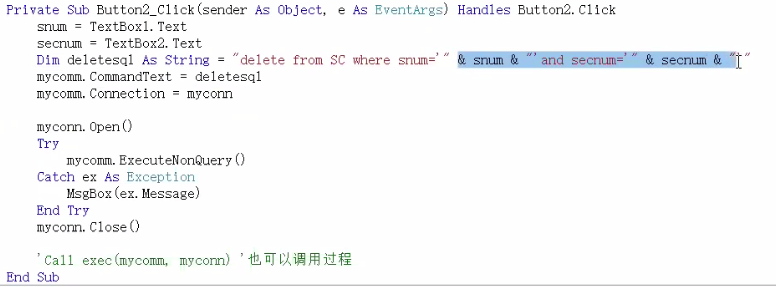 Private Sub Button2_Click(sender As Object, e As EventArgs) Handles Button2.Click
snum = TextBox1.Text
secnum = TextBox2.Text
Dim deletesql As String = "delete from SC where snum='" & snum & "'and secnum='" & secnum & "'"
mycomm.CommandText = deletesql
mycomm.Connection = myconn
myconn.Open()
Try
mycomm.ExecuteNonQuery()
Catch ex As Exception
MsgBox(ex.Message)
End Try
myconn.Close()
'Call exec(mycomm, myconn) '也可以调用过程
End Sub